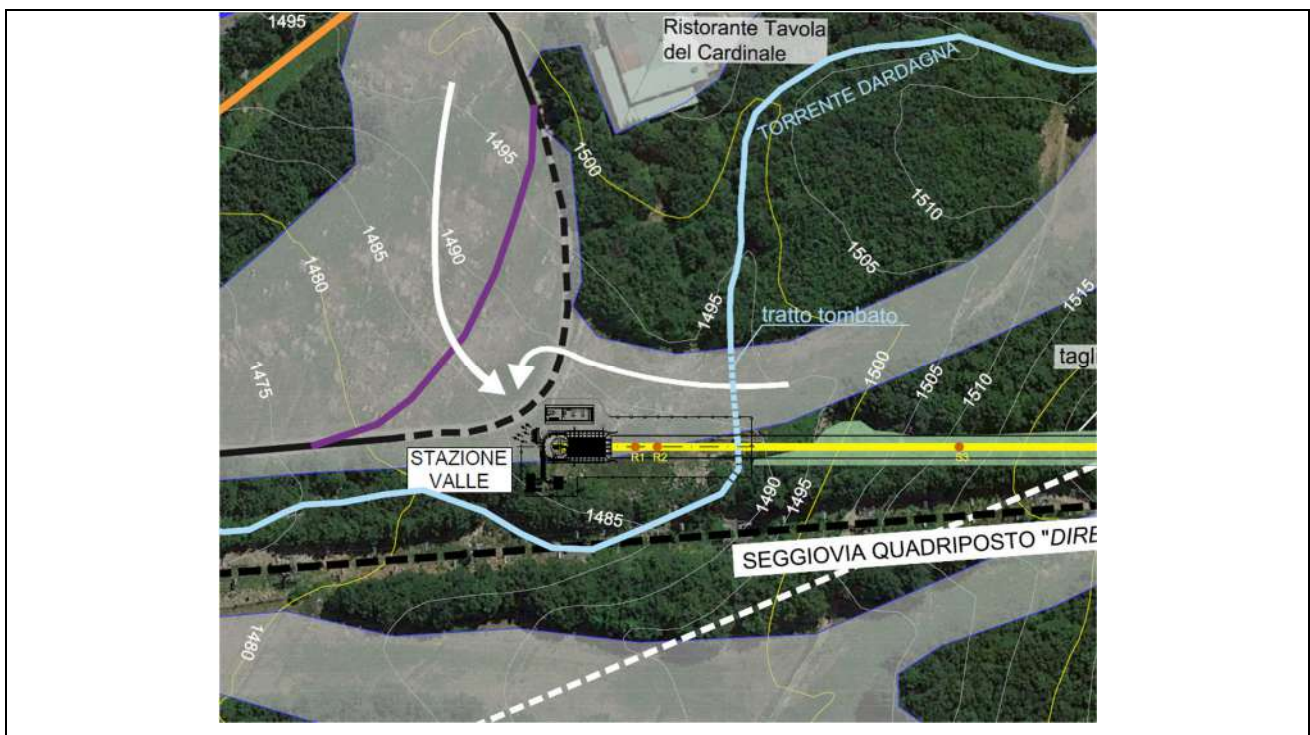 1495
Ristorante Tavola
del Cardinale
TORRENTE DARDAGNA
1495
1500
1510
1485
1490
1505
1480
1495
1515
tratto tombato
1475
1500
1505
1510
tagl
STAZIONE
VALLE
R1 R2
S3
1490
1495
1485
SEGGIOVIA QUADRIPOSTO "DIRE
1480